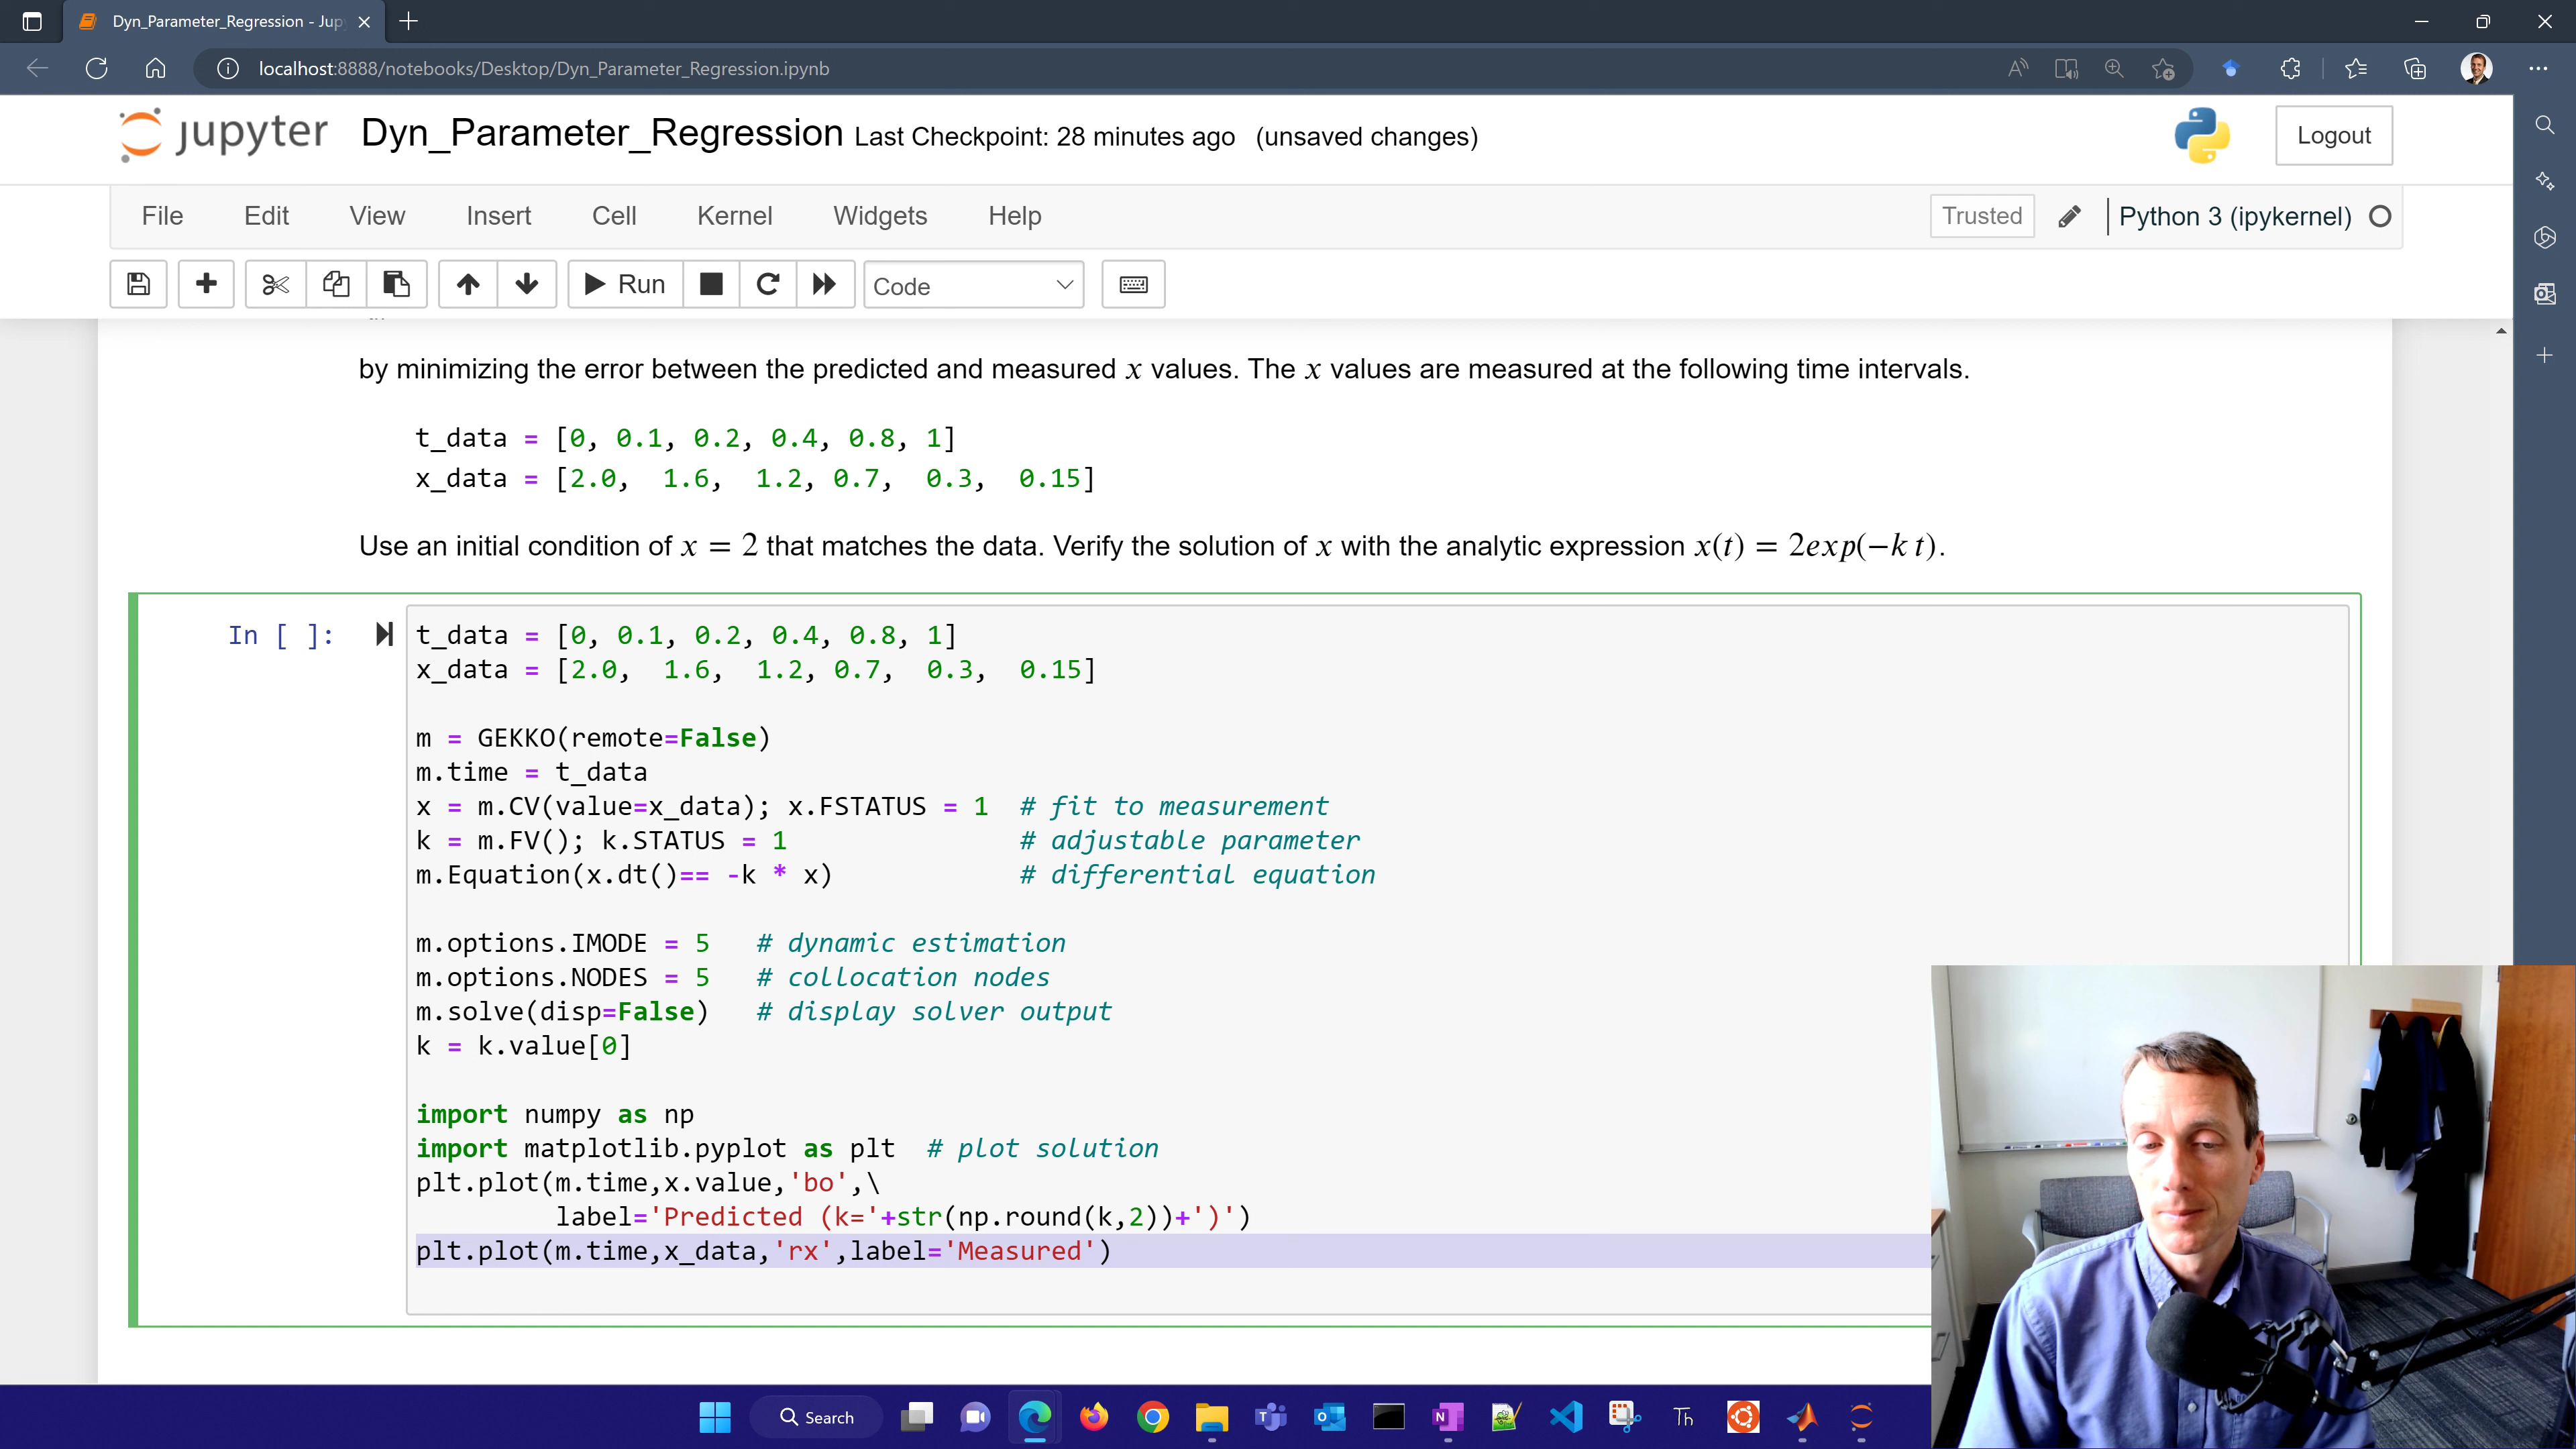 Dyn_Parameter_Regression - Jup
localhost:8888/notebooks/Desktop/Dyn_Parameter_Regression.ipynb
jupyter Dyn_Parameter_Regression Last Checkpoint: 28 minutes ago (unsaved changes)
Logout
File Edit View Insert Cell Kernel Widgets Help
Trusted Python 3 (ipykernel)
Run Code
by minimizing the error between the predicted and measured x values. The x values are measured at the following time intervals.
t_data = [0, 0.1, 0.2, 0.4, 0.8, 1]
x_data = [2.0, 1.6, 1.2, 0.7, 0.3, 0.15]
Use an initial condition of x = 2 that matches the data. Verify the solution of x with the analytic expression x(t) = 2exp(−k t).
In [ ]:
t_data = [0, 0.1, 0.2, 0.4, 0.8, 1]
x_data = [2.0, 1.6, 1.2, 0.7, 0.3, 0.15]
m = GEKKO(remote=False)
m.time = t_data
x = m.CV(value=x_data); x.FSTATUS = 1 # fit to measurement
k = m.FV(); k.STATUS = 1 # adjustable parameter
m.Equation(x.dt()== -k * x) # differential equation
m.options.IMODE = 5 # dynamic estimation
m.options.NODES = 5 # collocation nodes
m.solve(disp=False) # display solver output
k = k.value[0]
import numpy as np
import matplotlib.pyplot as plt # plot solution
plt.plot(m.time,x.value,'bo',\
label='Predicted (k='+str(np.round(k,2))+')')
plt.plot(m.time,x_data,'rx',label='Measured')
Search
Th